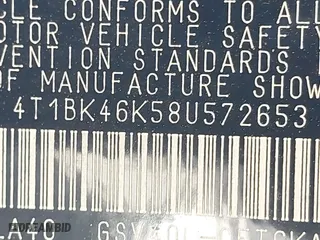 CLE CONFORMS TO ALL
OTOR VEHICLE SAFETY
VENTION STANDARDS
OF MANUFACTURE SHOW
4T1BK46K58U572653